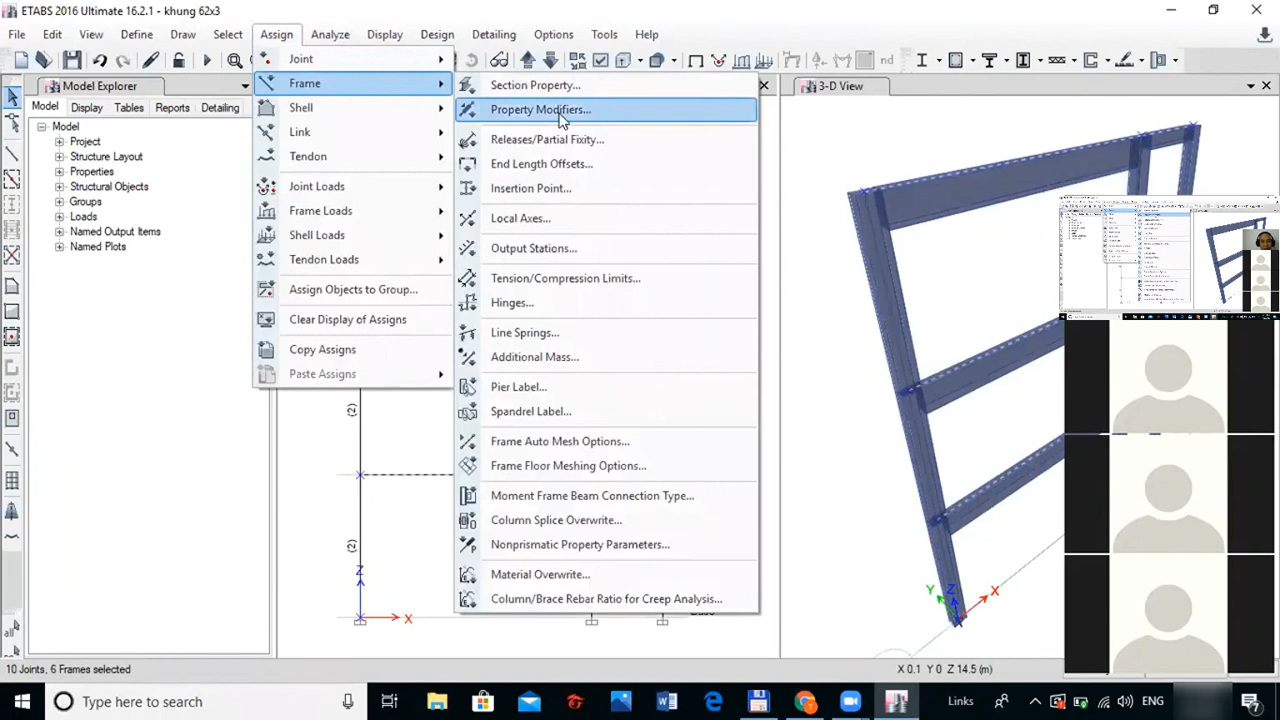 ETABS 2016 Ultimate 16.2.1 - khung 62x3
File Edit View Define Draw Select Assign Analyze Display Design Detailing Options Tools Help
nd
Model Explorer
Model Display Tables Reports Detailing
Model
Project
Structure Layout
Properties
Structural Objects
Groups
Loads
Named Output Items
Named Plots
Joint
Frame
Shell
Link
Tendon
Joint Loads
Frame Loads
Shell Loads
Tendon Loads
Assign Objects to Group...
Clear Display of Assigns
Copy Assigns
Paste Assigns
Section Property...
Property Modifiers...
Releases/Partial Fixity...
End Length Offsets...
Insertion Point...
Local Axes...
Output Stations...
Tension/Compression Limits...
Hinges...
Line Springs...
Additional Mass...
Pier Label...
Spandrel Label...
Frame Auto Mesh Options...
Frame Floor Meshing Options...
Moment Frame Beam Connection Type...
Column Splice Overwrite...
Nonprismatic Property Parameters...
Material Overwrite...
Column/Brace Rebar Ratio for Creep Analysis...
(2)
(2)
Z
X
3-D View
Y Z X
10 Joints, 6 Frames selected
X 0.1 Y 0 Z 14.5 (m)
Type here to search
Links
ENG
7